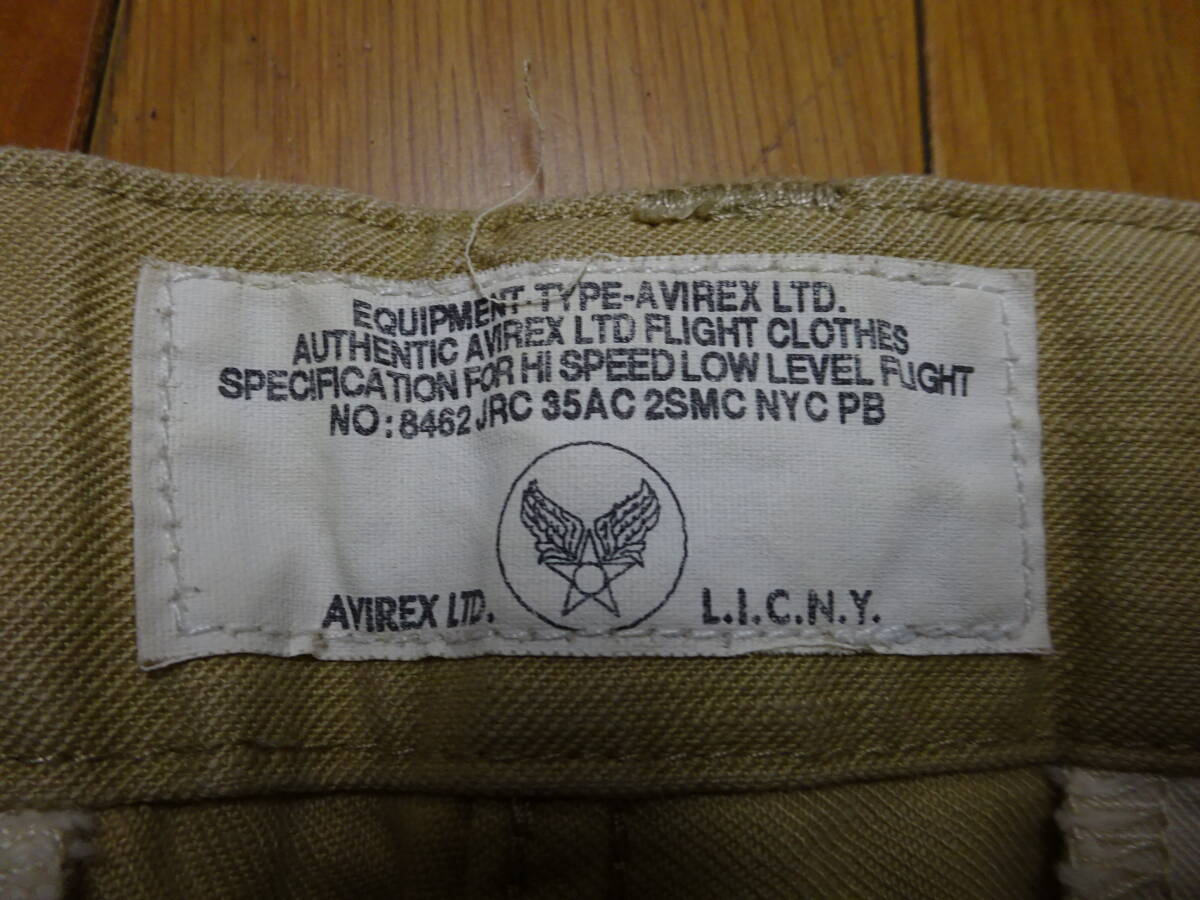 EQUIPMENT-TYPE-AVIREX LTD.
AUTHENTIC AVIREX LTD FLIGHT CLOTHES
SPECIFICATION FOR HI SPEED LOW LEVEL FLIGHT
NO:8462 JRC 35AC 2SMC NYC PB
AVIREX LTD. L.I.C.N.Y.